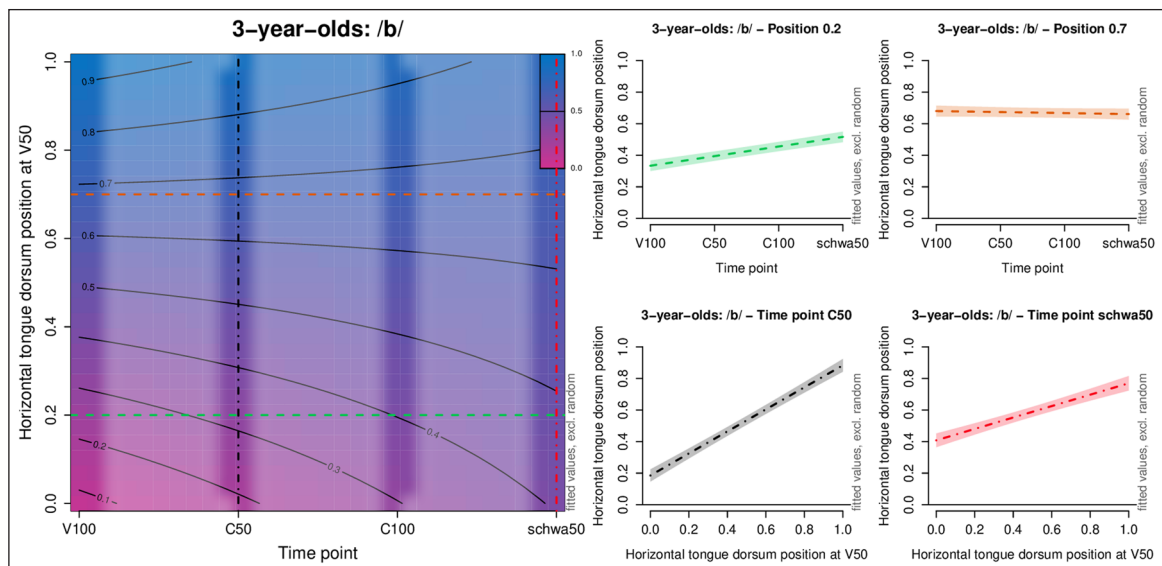 3-year-olds: /b/
Horizontal tongue dorsum position at V50
1.0
0.8
0.6
0.4
0.2
0.0
0.9
0.8
0.7
0.6
0.5
0.4
0.3
0.2
0.1
1.0
0.5
0.0
fitted values, excl. random
V100 C50 C100 schwa50
Time point
3-year-olds: /b/ - Position 0.2
Horizontal tongue dorsum position
1.0
0.8
0.6
0.4
0.2
0.0
fitted values, excl. random
V100 C50 C100 schwa50
Time point
3-year-olds: /b/ - Position 0.7
Horizontal tongue dorsum position
1.0
0.8
0.6
0.4
0.2
0.0
fitted values, excl. random
V100 C50 C100 schwa50
Time point
3-year-olds: /b/ - Time point C50
Horizontal tongue dorsum position
1.0
0.8
0.6
0.4
0.2
0.0
fitted values, excl. random
0.0 0.2 0.4 0.6 0.8 1.0
Horizontal tongue dorsum position at V50
3-year-olds: /b/ - Time point schwa50
Horizontal tongue dorsum position
1.0
0.8
0.6
0.4
0.2
0.0
fitted values, excl. random
0.0 0.2 0.4 0.6 0.8 1.0
Horizontal tongue dorsum position at V50